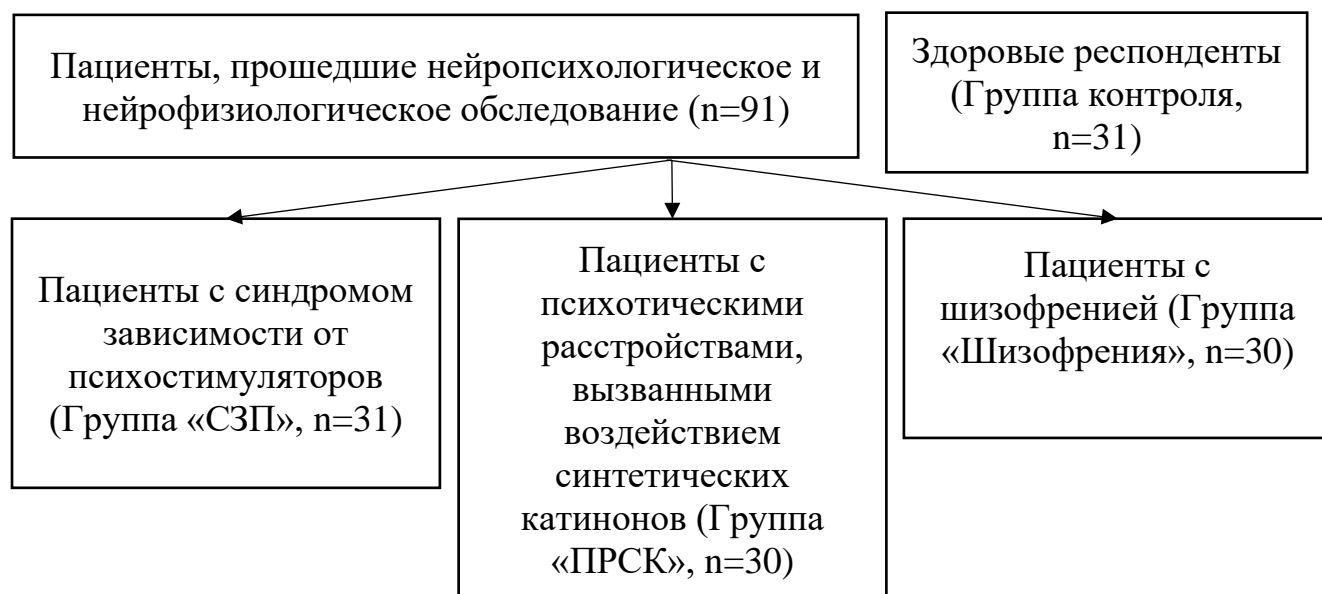 Пациенты, прошедшие нейропсихологическое и
нейрофизиологическое обследование (n=91)
Здоровые респонденты
(Группа контроля,
n=31)
Пациенты с синдромом
зависимости от
психостимуляторов
(Группа «СЗП», n=31)
Пациенты с
психотическими
расстройствами,
вызванными
воздействием
синтетических
катинонов (Группа
«ПРСК», n=30)
Пациенты с
шизофренией (Группа
«Шизофрения», n=30)